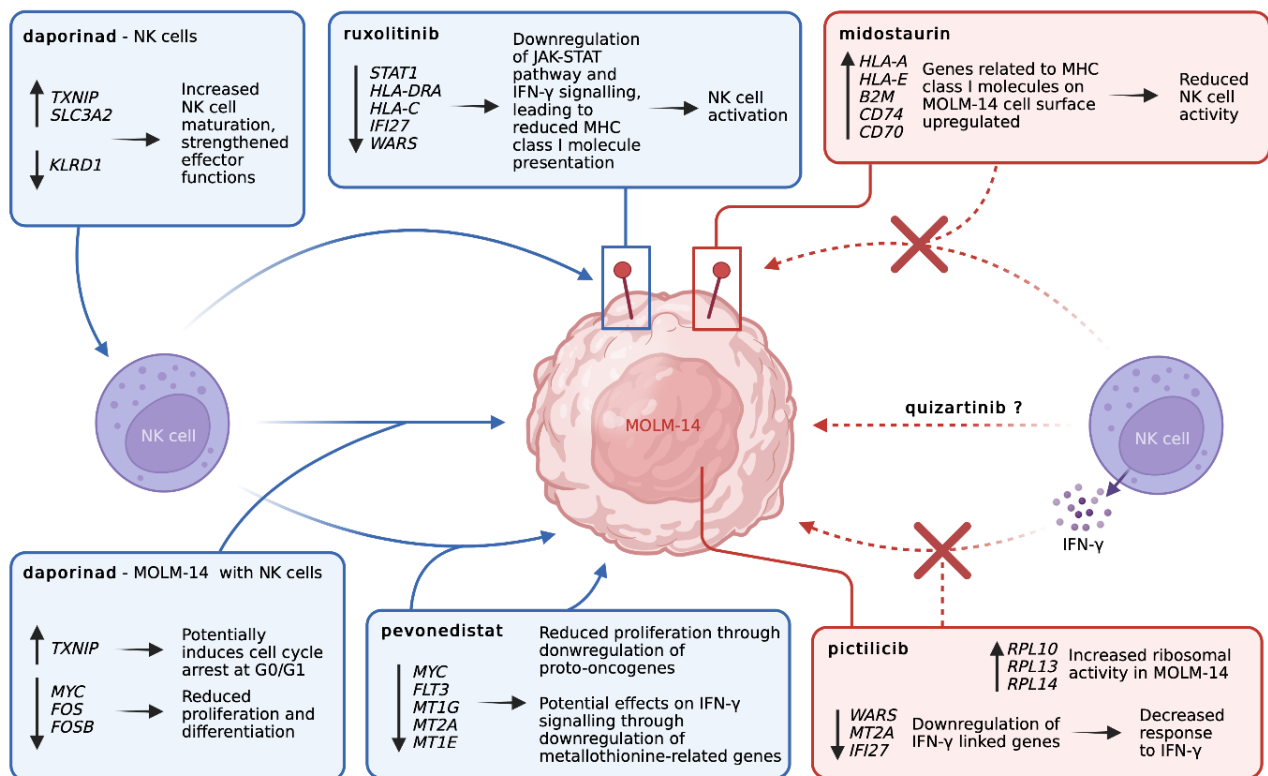 daporinad - NK cells
TXNIP
SLC3A2
KLRD1
Increased
NK cell
maturation,
strengthened
effector
functions
ruxolitinib
STAT1
HLA-DRA
HLA-C
IFI27
WARS
Downregulation
of JAK-STAT
pathway and
IFN-γ signalling,
leading to
reduced MHC
class I molecule
presentation
NK cell
activation
midostaurin
HLA-A
HLA-E
B2M
CD74
CD70
Genes related to MHC
class I molecules on
MOLM-14 cell surface
upregulated
Reduced
NK cell
activity
NK cell
MOLM-14
quizartinib ?
NK cell
IFN-γ
daporinad - MOLM-14 with NK cells
TXNIP
Potentially
induces cell cycle
arrest at G0/G1
MYC
FOS
FOSB
Reduced
proliferation and
differentiation
pevonedistat
MYC
FLT3
MT1G
MT2A
MT1E
Reduced proliferation through
donwregulation of
proto-oncogenes
Potential effects on IFN-γ
signalling through
downregulation of
metallothionine-related genes
pictilicib
RPL10
RPL13
RPL14
Increased ribosomal
activity in MOLM-14
WARS
MT2A
IFI27
Downregulation of
IFN-γ linked genes
Decreased
response
to IFN-γ